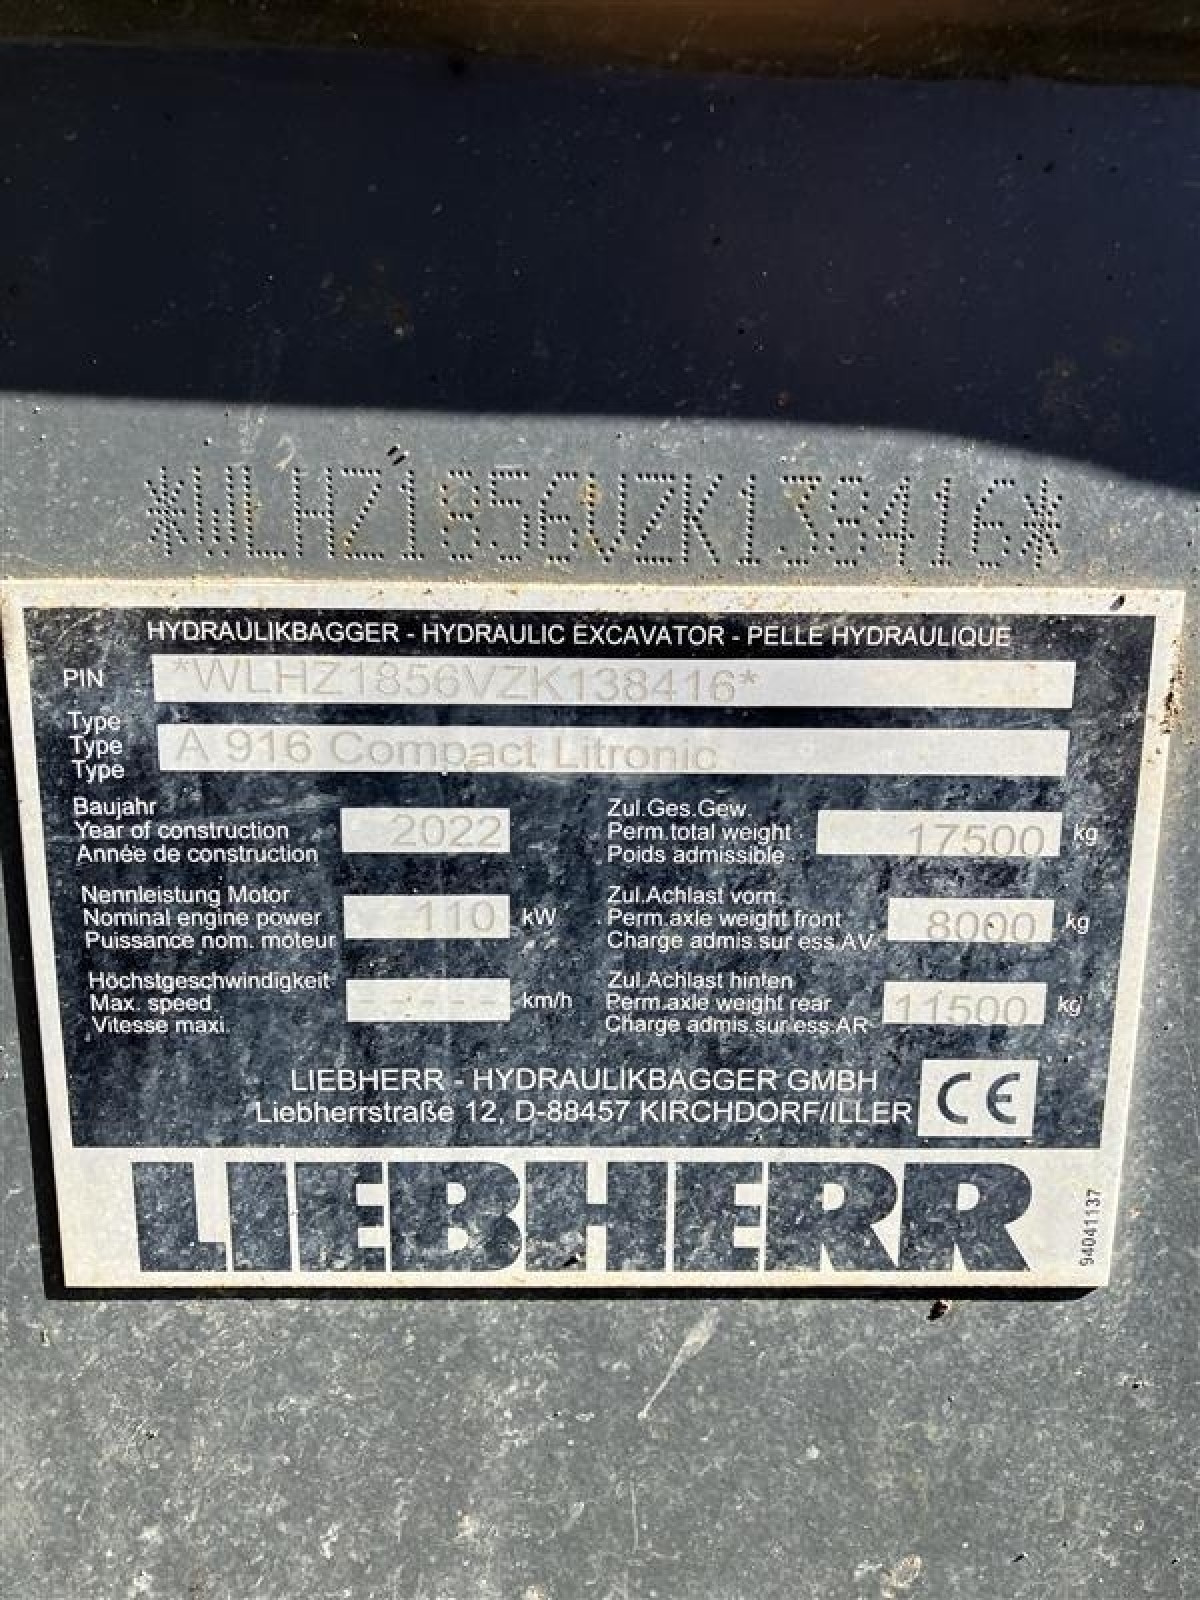 *WLHZ1856VZK138416*
HYDRAULIKBAGGER - HYDRAULIC EXCAVATOR - PELLE HYDRAULIQUE
PIN *WLHZ1856VZK138416*
Type
Type A 916 Compact Litronic
Type
Baujahr
Year of construction 2022
Année de construction
Zul.Ges.Gew.
Perm.total weight 17500 kg
Poids admissible
Nennleistung Motor
Nominal engine power 110 kW
Puissance nom. moteur
Zul.Achlast vorn
Perm.axle weight front 8000 kg
Charge admis.sur ess.AV
Höchstgeschwindigkeit
Max. speed - - - - - km/h
Vitesse maxi.
Zul.Achlast hinten
Perm.axle weight rear 11500 kg
Charge admis.sur ess.AR
LIEBHERR - HYDRAULIKBAGGER GMBH
Liebherrstraße 12, D-88457 KIRCHDORF/ILLER
CE
LIEBHERR
94041137